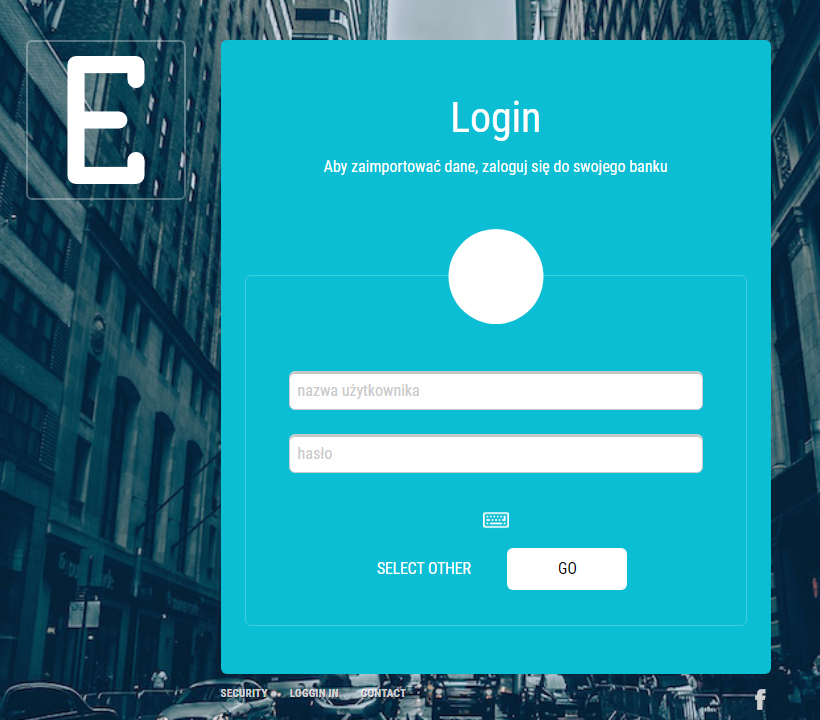 E
Login
Aby zaimportować dane, zaloguj się do swojego banku
nazwa użytkownika
hasło
SELECT OTHER
GO
SECURITY
LOGGIN IN
CONTACT
f